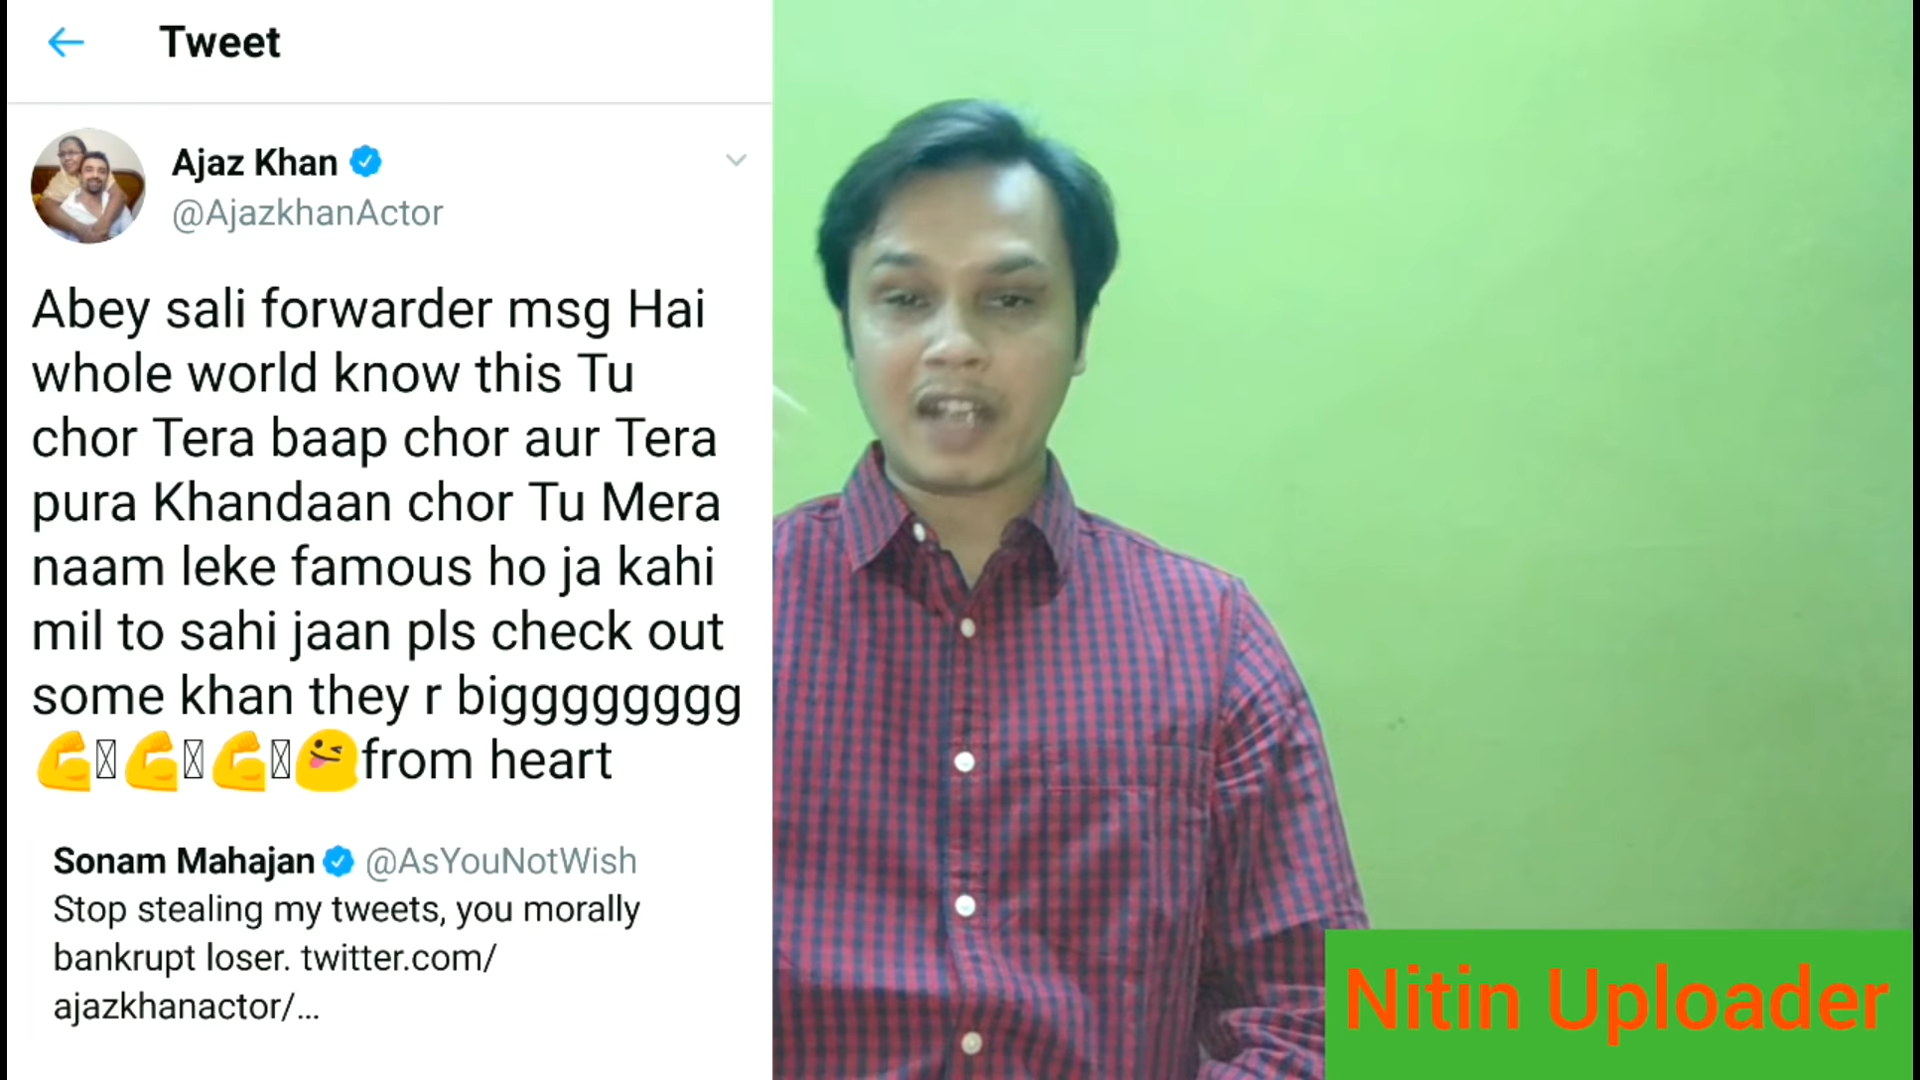 Tweet
Ajaz Khan
@AjazkhanActor
Abey sali forwarder msg Hai
whole world know this Tu
chor Tera baap chor aur Tera
pura Khandaan chor Tu Mera
naam leke famous ho ja kahi
mil to sahi jaan pls check out
some khan they r bigggggggg
💪💪💪😜from heart
Sonam Mahajan @AsYouNotWish
Stop stealing my tweets, you morally
bankrupt loser. twitter.com/
ajazkhanactor/...
Nitin Uploader